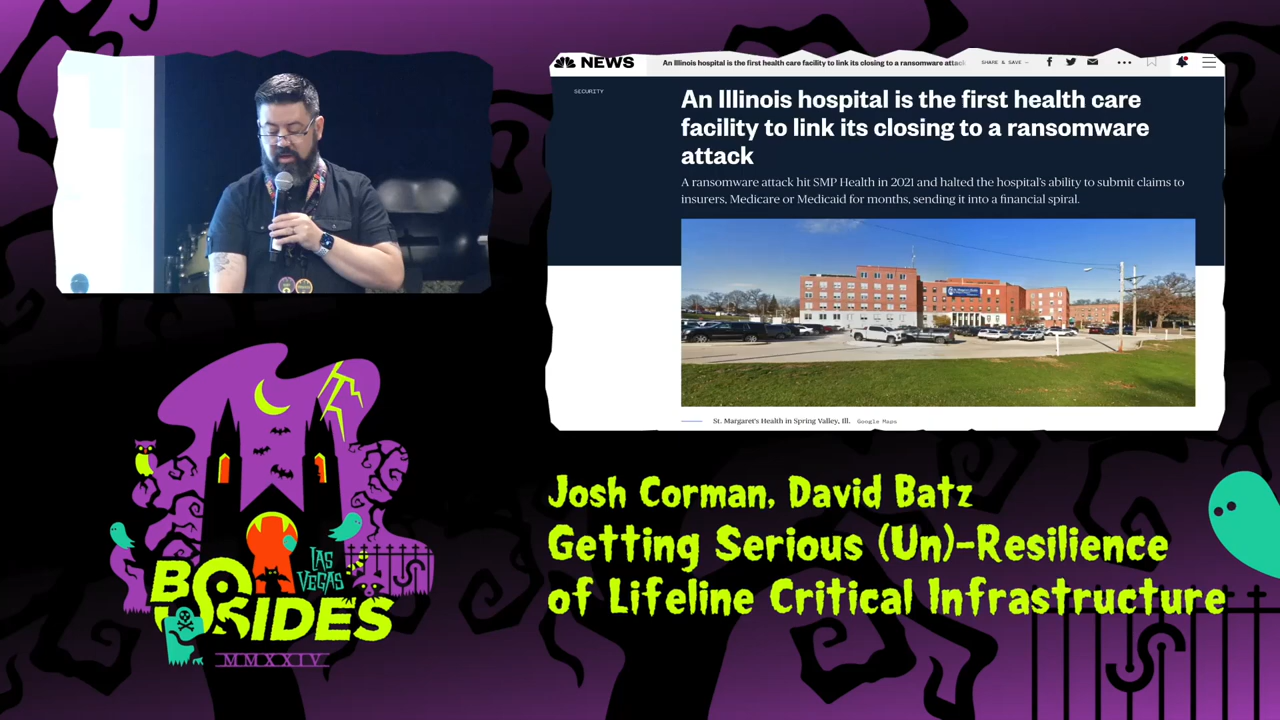 NEWS
An Illinois hospital is the first health care facility to link its closing to a ransomware attack
SHARE & SAVE
SECURITY
An Illinois hospital is the first health care
facility to link its closing to a ransomware
attack
A ransomware attack hit SMP Health in 2021 and halted the hospital's ability to submit claims to
insurers, Medicare or Medicaid for months, sending it into a financial spiral.
St. Margaret's Health in Spring Valley, Ill. Google Maps
LAS
VEGAS
BSIDES
MMXXIV
Josh Corman, David Batz
Getting Serious (Un)-Resilience
of Lifeline Critical Infrastructure